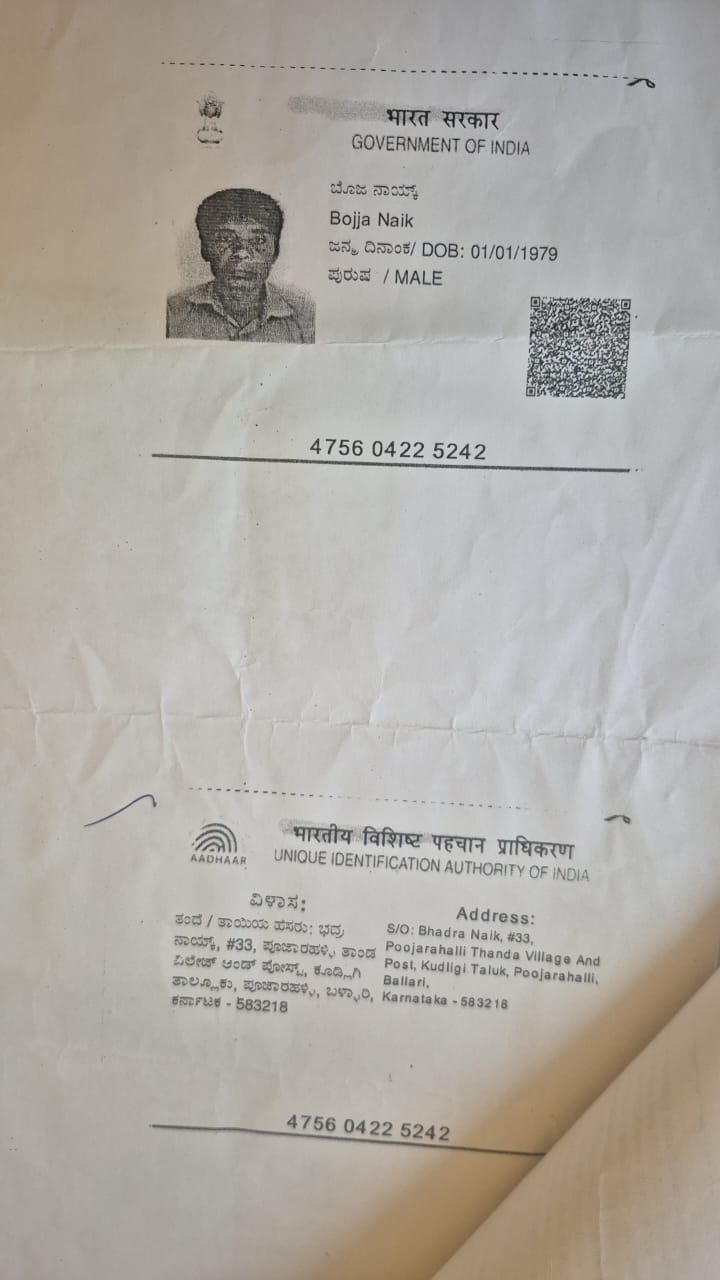 भारत सरकार
GOVERNMENT OF INDIA
ಬೊಜ ನಾಯ್ಕ್
Bojja Naik
ಜನ್ಮ ದಿನಾಂಕ/ DOB: 01/01/1979
ಪುರುಷ / MALE
4756 0422 5242
AADHAAR
भारतीय विशिष्ट पहचान प्राधिकरण
UNIQUE IDENTIFICATION AUTHORITY OF INDIA
ವಿಳಾಸ:
ತಂದೆ / ತಾಯಿಯ ಹೆಸರು: ಭದ್ರ
ನಾಯ್ಕ್, #33, ಪೂಜಾರಹಳ್ಳಿ ತಾಂಡ
ವಿಲೇಜ್ ಅಂಡ್ ಪೋಸ್ಟ್, ಕೂಡ್ಲಿಗಿ
ತಾಲ್ಲೂಕು, ಪೂಜಾರಹಳ್ಳಿ, ಬಳ್ಳಾರಿ,
ಕರ್ನಾಟಕ - 583218
Address:
S/O: Bhadra Naik, #33,
Poojarahalli Thanda Village And
Post, Kudligi Taluk, Poojarahalli,
Ballari,
Karnataka - 583218
4756 0422 5242